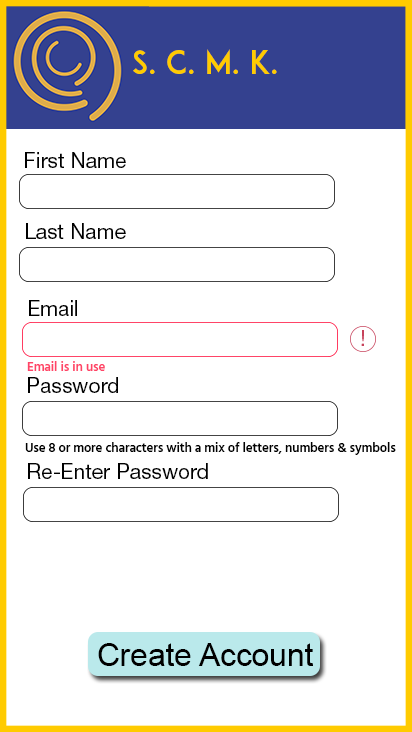 S. C. M. K.
First Name
Last Name
Email
!
Email is in use
Password
Use 8 or more characters with a mix of letters, numbers & symbols
Re-Enter Password
Create Account